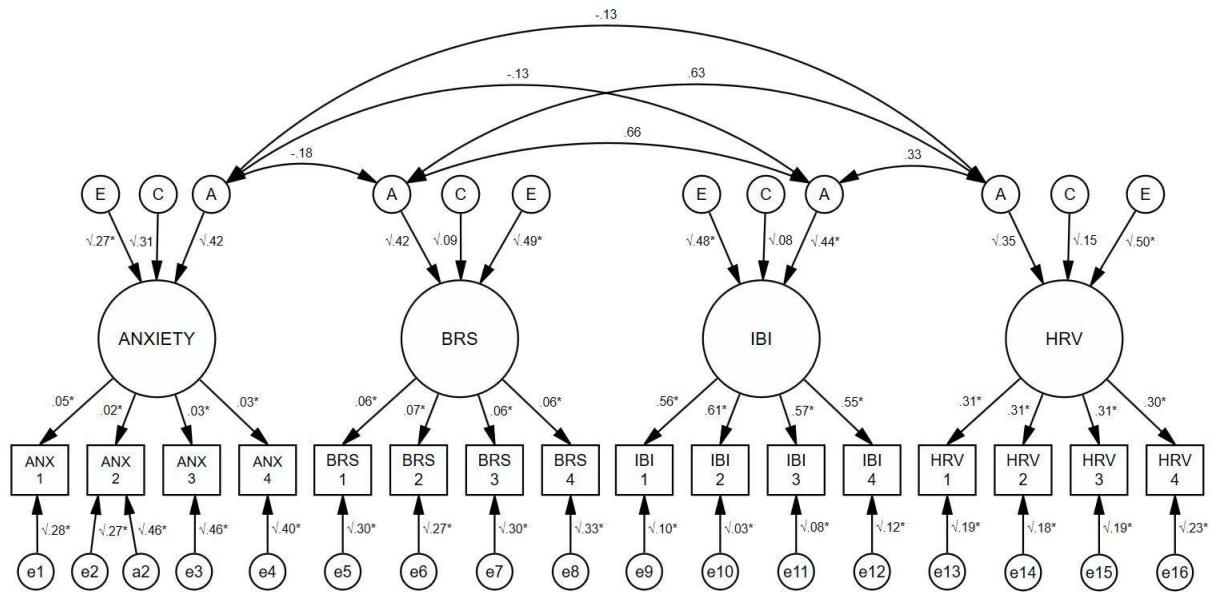 -.13
-.13
.63
.66
-.18
.33
E C A A C E E C A A C E
√.27* √.31 √.42 √.42 √.09 √.49* √.48* √.08 √.44* √.35 √.15 √.50*
ANXIETY BRS IBI HRV
.05* .02* .03* .03* .06* .07* .06* .06* .56* .61* .57* .55* .31* .31* .31* .30*
ANX ANX ANX ANX BRS BRS BRS BRS IBI IBI IBI IBI HRV HRV HRV HRV
1 2 3 4 1 2 3 4 1 2 3 4 1 2 3 4
√.28* √.27* √.46* √.46* √.40* √.30* √.27* √.30* √.33* √.10* √.03* √.08* √.12* √.19* √.18* √.19* √.23*
e1 e2 a2 e3 e4 e5 e6 e7 e8 e9 e10 e11 e12 e13 e14 e15 e16